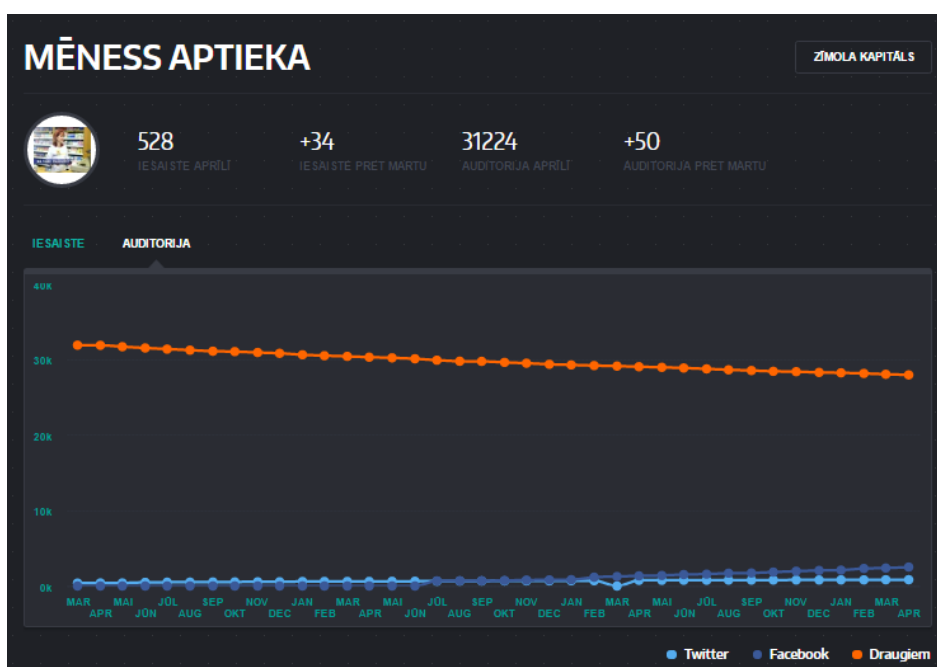 MĒNESS APTIEKA
ZĪMOLA KAPITĀLS
528 +34 31224 +50
IESAISTE APRĪLĪ IESAISTE PRET MARTU AUDITORIJA APRĪLĪ AUDITORIJA PRET MARTU
IESAISTE AUDITORIJA
40k
30k
20k
10k
0k
MAR MAI JŪL SEP NOV JAN MAR MAI JŪL SEP NOV JAN MAR MAI JŪL SEP NOV JAN MAR
APR JŪN AUG OKT DEC FEB APR JŪN AUG OKT DEC FEB APR JŪN AUG OKT DEC FEB APR
Twitter Facebook Draugiem